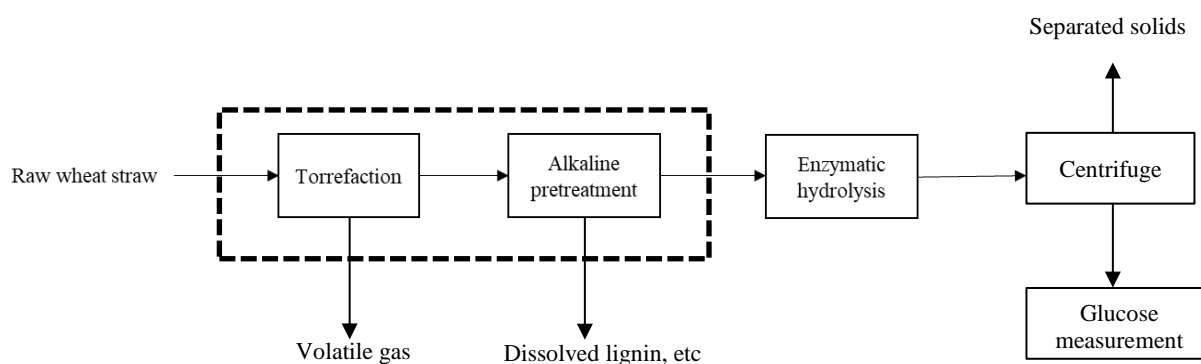 Separated solids
Raw wheat straw
Torrefaction
Alkaline
pretreatment
Enzymatic
hydrolysis
Centrifuge
Volatile gas
Dissolved lignin, etc
Glucose
measurement